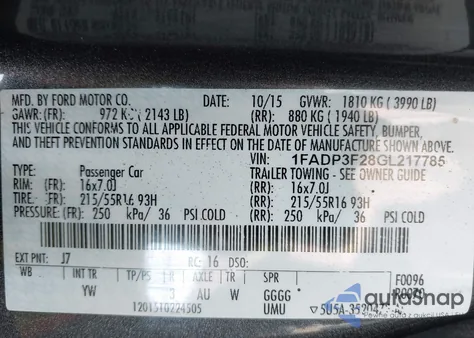 MFD. BY FORD MOTOR CO. DATE: 10/15 GVWR: 1810 KG (3990 LB)
GAWR: (FR): 972 KG (2143 LB) (RR): 880 KG (1940 LB)
THIS VEHICLE CONFORMS TO ALL APPLICABLE FEDERAL MOTOR VEHICLE SAFETY, BUMPER,
AND THEFT PREVENTION STANDARDS IN EFFECT ON THE DATE OF MANUFACTURE SHOWN ABOVE.
VIN: 1FADP3F28GL217785
TYPE: Passenger Car TRAILER TOWING - SEE OWNER GUIDE
RIM: 16x7.0J (RR) 16x7.0J
TIRE: (FR) 215/55R16 93H (RR) 215/55R16 93H
PRESSURE: (FR) 250 kPa/ 36 PSI COLD (RR) 250 kPa/ 36 PSI COLD
EXT PNT: J7 RC: 16 DSO:
WB INT TR TP/PS R AXLE TR SPR F0096
YW 3 AU W GGGG
1201510224505 UMU
autoAsnap